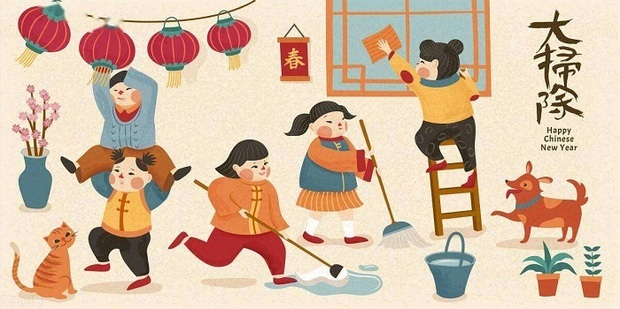 春
大掃除
Happy
Chinese
New Year